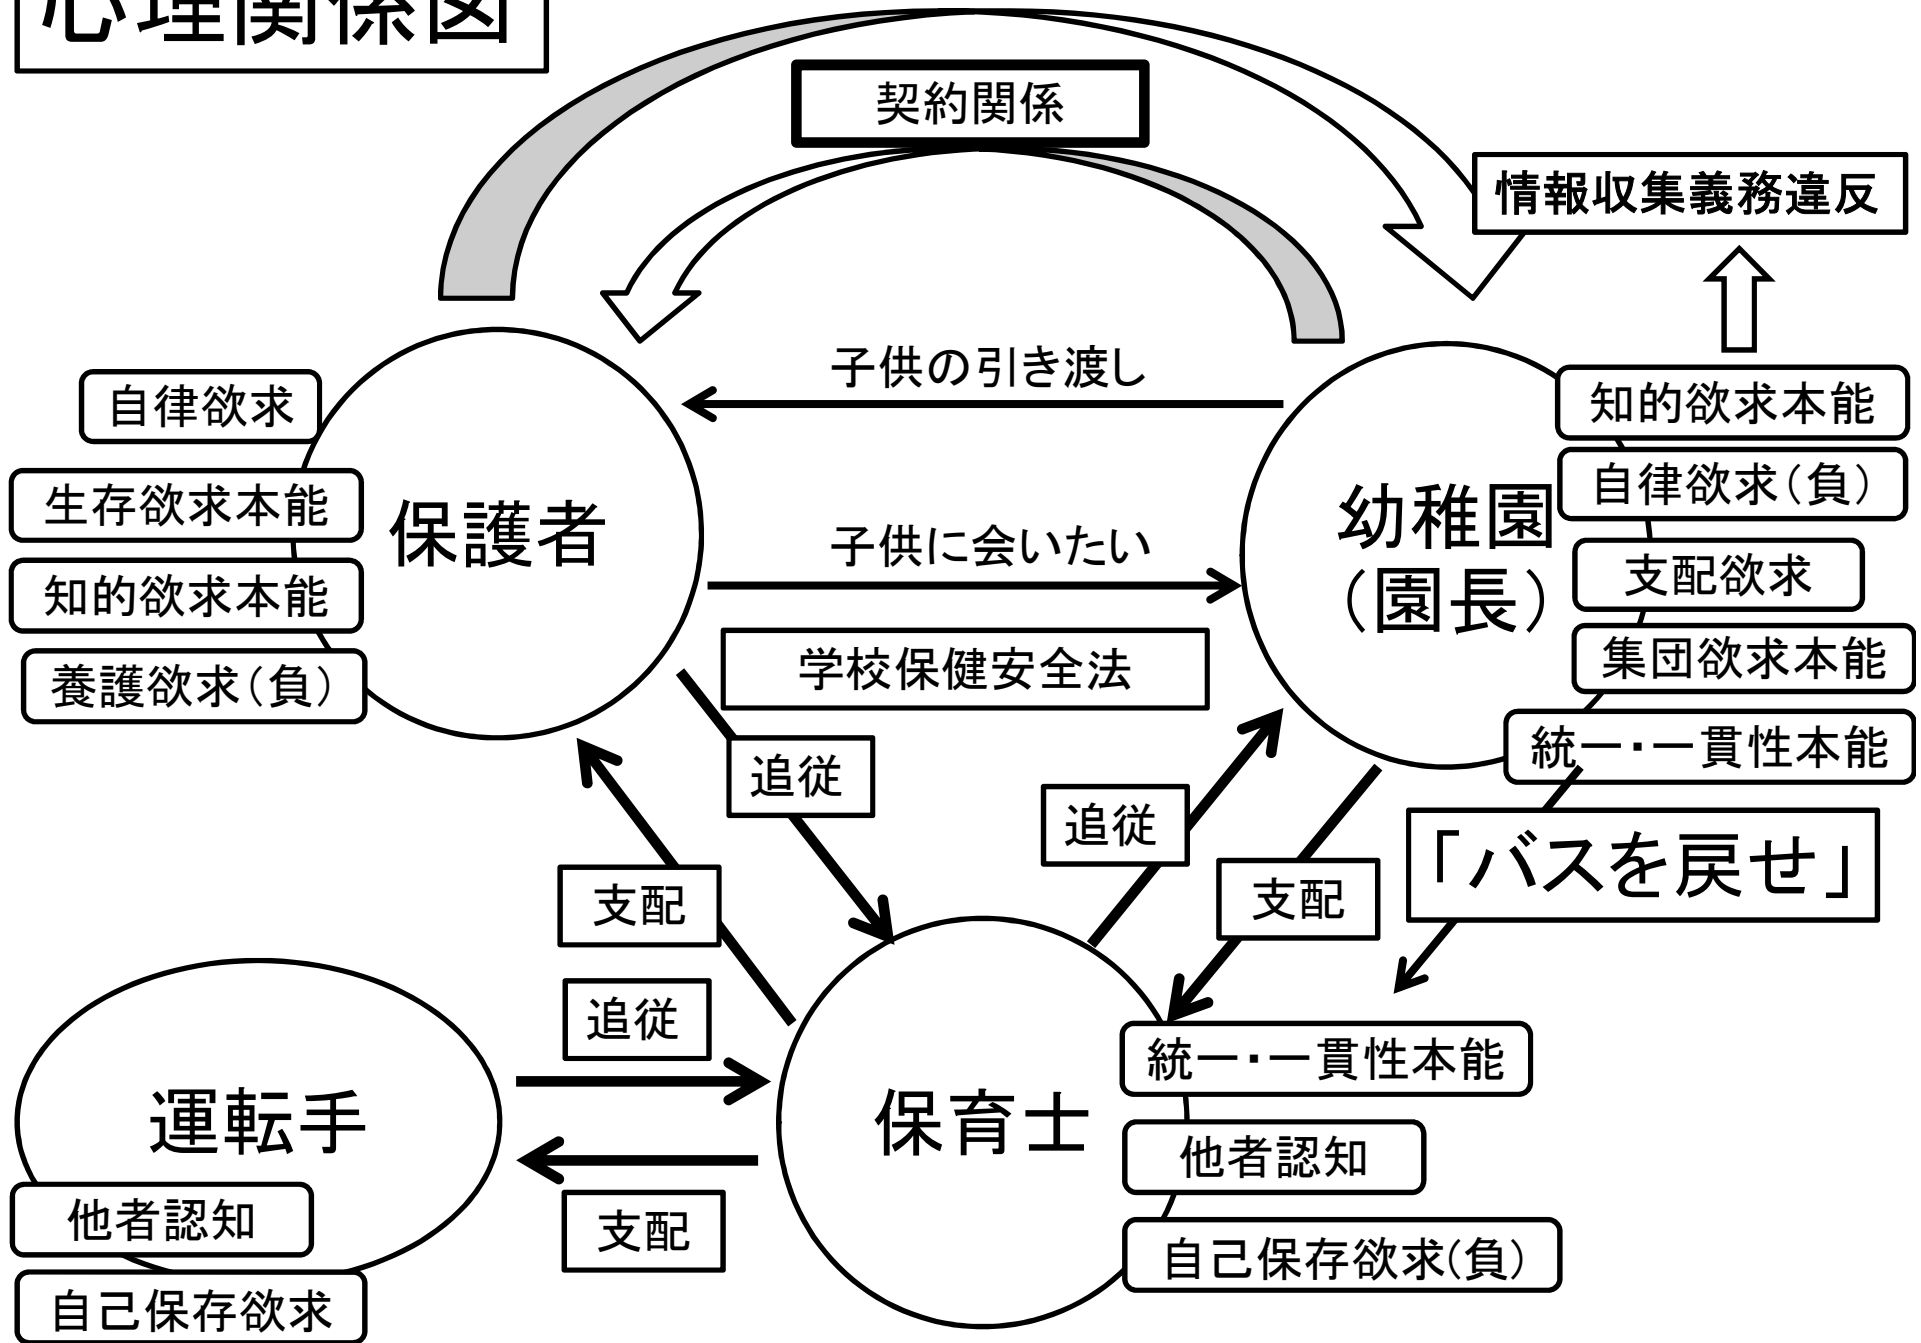 心理関係図
契約関係
情報収集義務違反
子供の引き渡し
自律欲求
知的欲求本能
生存欲求本能
自律欲求(負)
保護者
幼稚園
(園長)
子供に会いたい
知的欲求本能
支配欲求
養護欲求(負)
学校保健安全法
集団欲求本能
統一・一貫性本能
追従
追従
「バスを戻せ」
支配
支配
追従
統一・一貫性本能
運転手
保育士
他者認知
他者認知
支配
自己保存欲求(負)
自己保存欲求